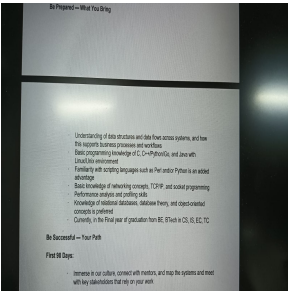 Be Prepared — What You Bring
· Understanding of data structures and data flows across systems, and how
this supports business processes and workflows
· Basic programming knowledge of C, C++/Python/Go, and Java with
Linux/Unix environment
· Familiarity with scripting languages such as Perl and/or Python is an added
advantage
· Basic knowledge of networking concepts, TCP/IP, and socket programming
· Performance analysis and profiling skills
· Knowledge of relational databases, database theory, and object-oriented
concepts is preferred
· Currently, in the Final year of graduation from BE, BTech in CS, IS, EC, TC
Be Successful — Your Path
First 90 Days:
· Immerse in our culture, connect with mentors, and map the systems and meet
with key stakeholders that rely on your work